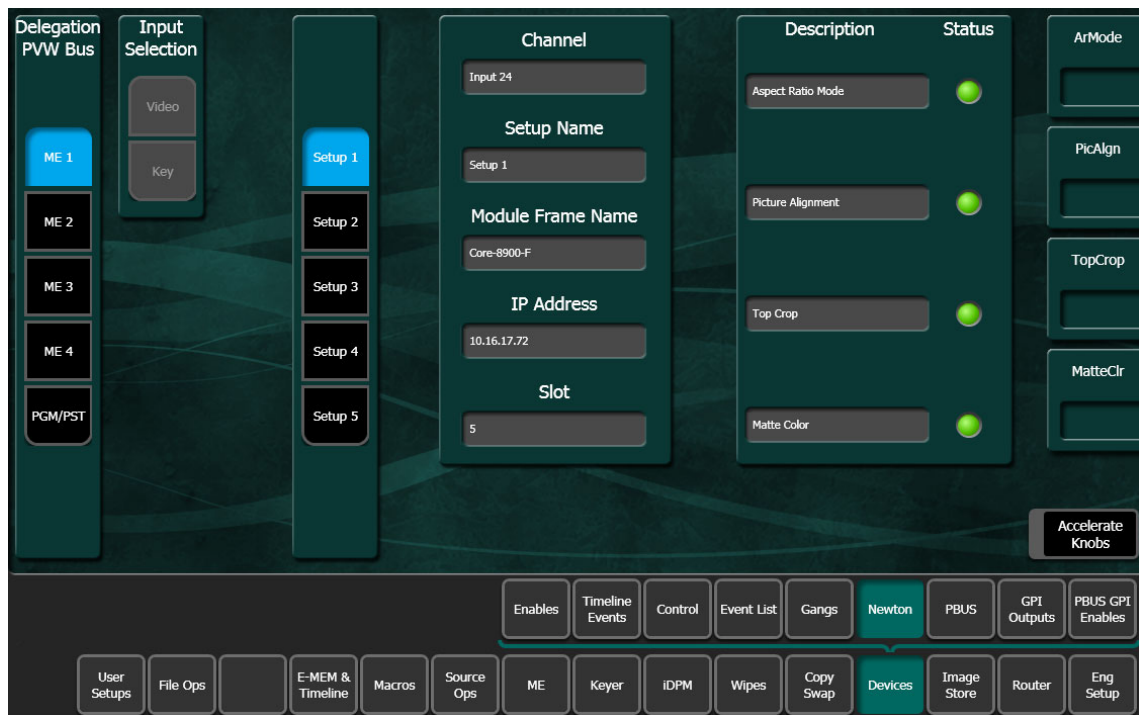 Delegation
PVW Bus
ME 1
ME 2
ME 3
ME 4
PGM/PST
Input
Selection
Video
Key
Setup 1
Setup 2
Setup 3
Setup 4
Setup 5
Channel
Input 24
Setup Name
Setup 1
Module Frame Name
Core-8900-F
IP Address
10.16.17.72
Slot
5
Description
Status
Aspect Ratio Mode
Picture Alignment
Top Crop
Matte Color
ArMode
PicAlgn
TopCrop
MatteClr
Accelerate
Knobs
Enables
Timeline
Events
Control
Event List
Gangs
Newton
PBUS
GPI
Outputs
PBUS GPI
Enables
User
Setups
File Ops
E-MEM &
Timeline
Macros
Source
Ops
ME
Keyer
iDPM
Wipes
Copy
Swap
Devices
Image
Store
Router
Eng
Setup